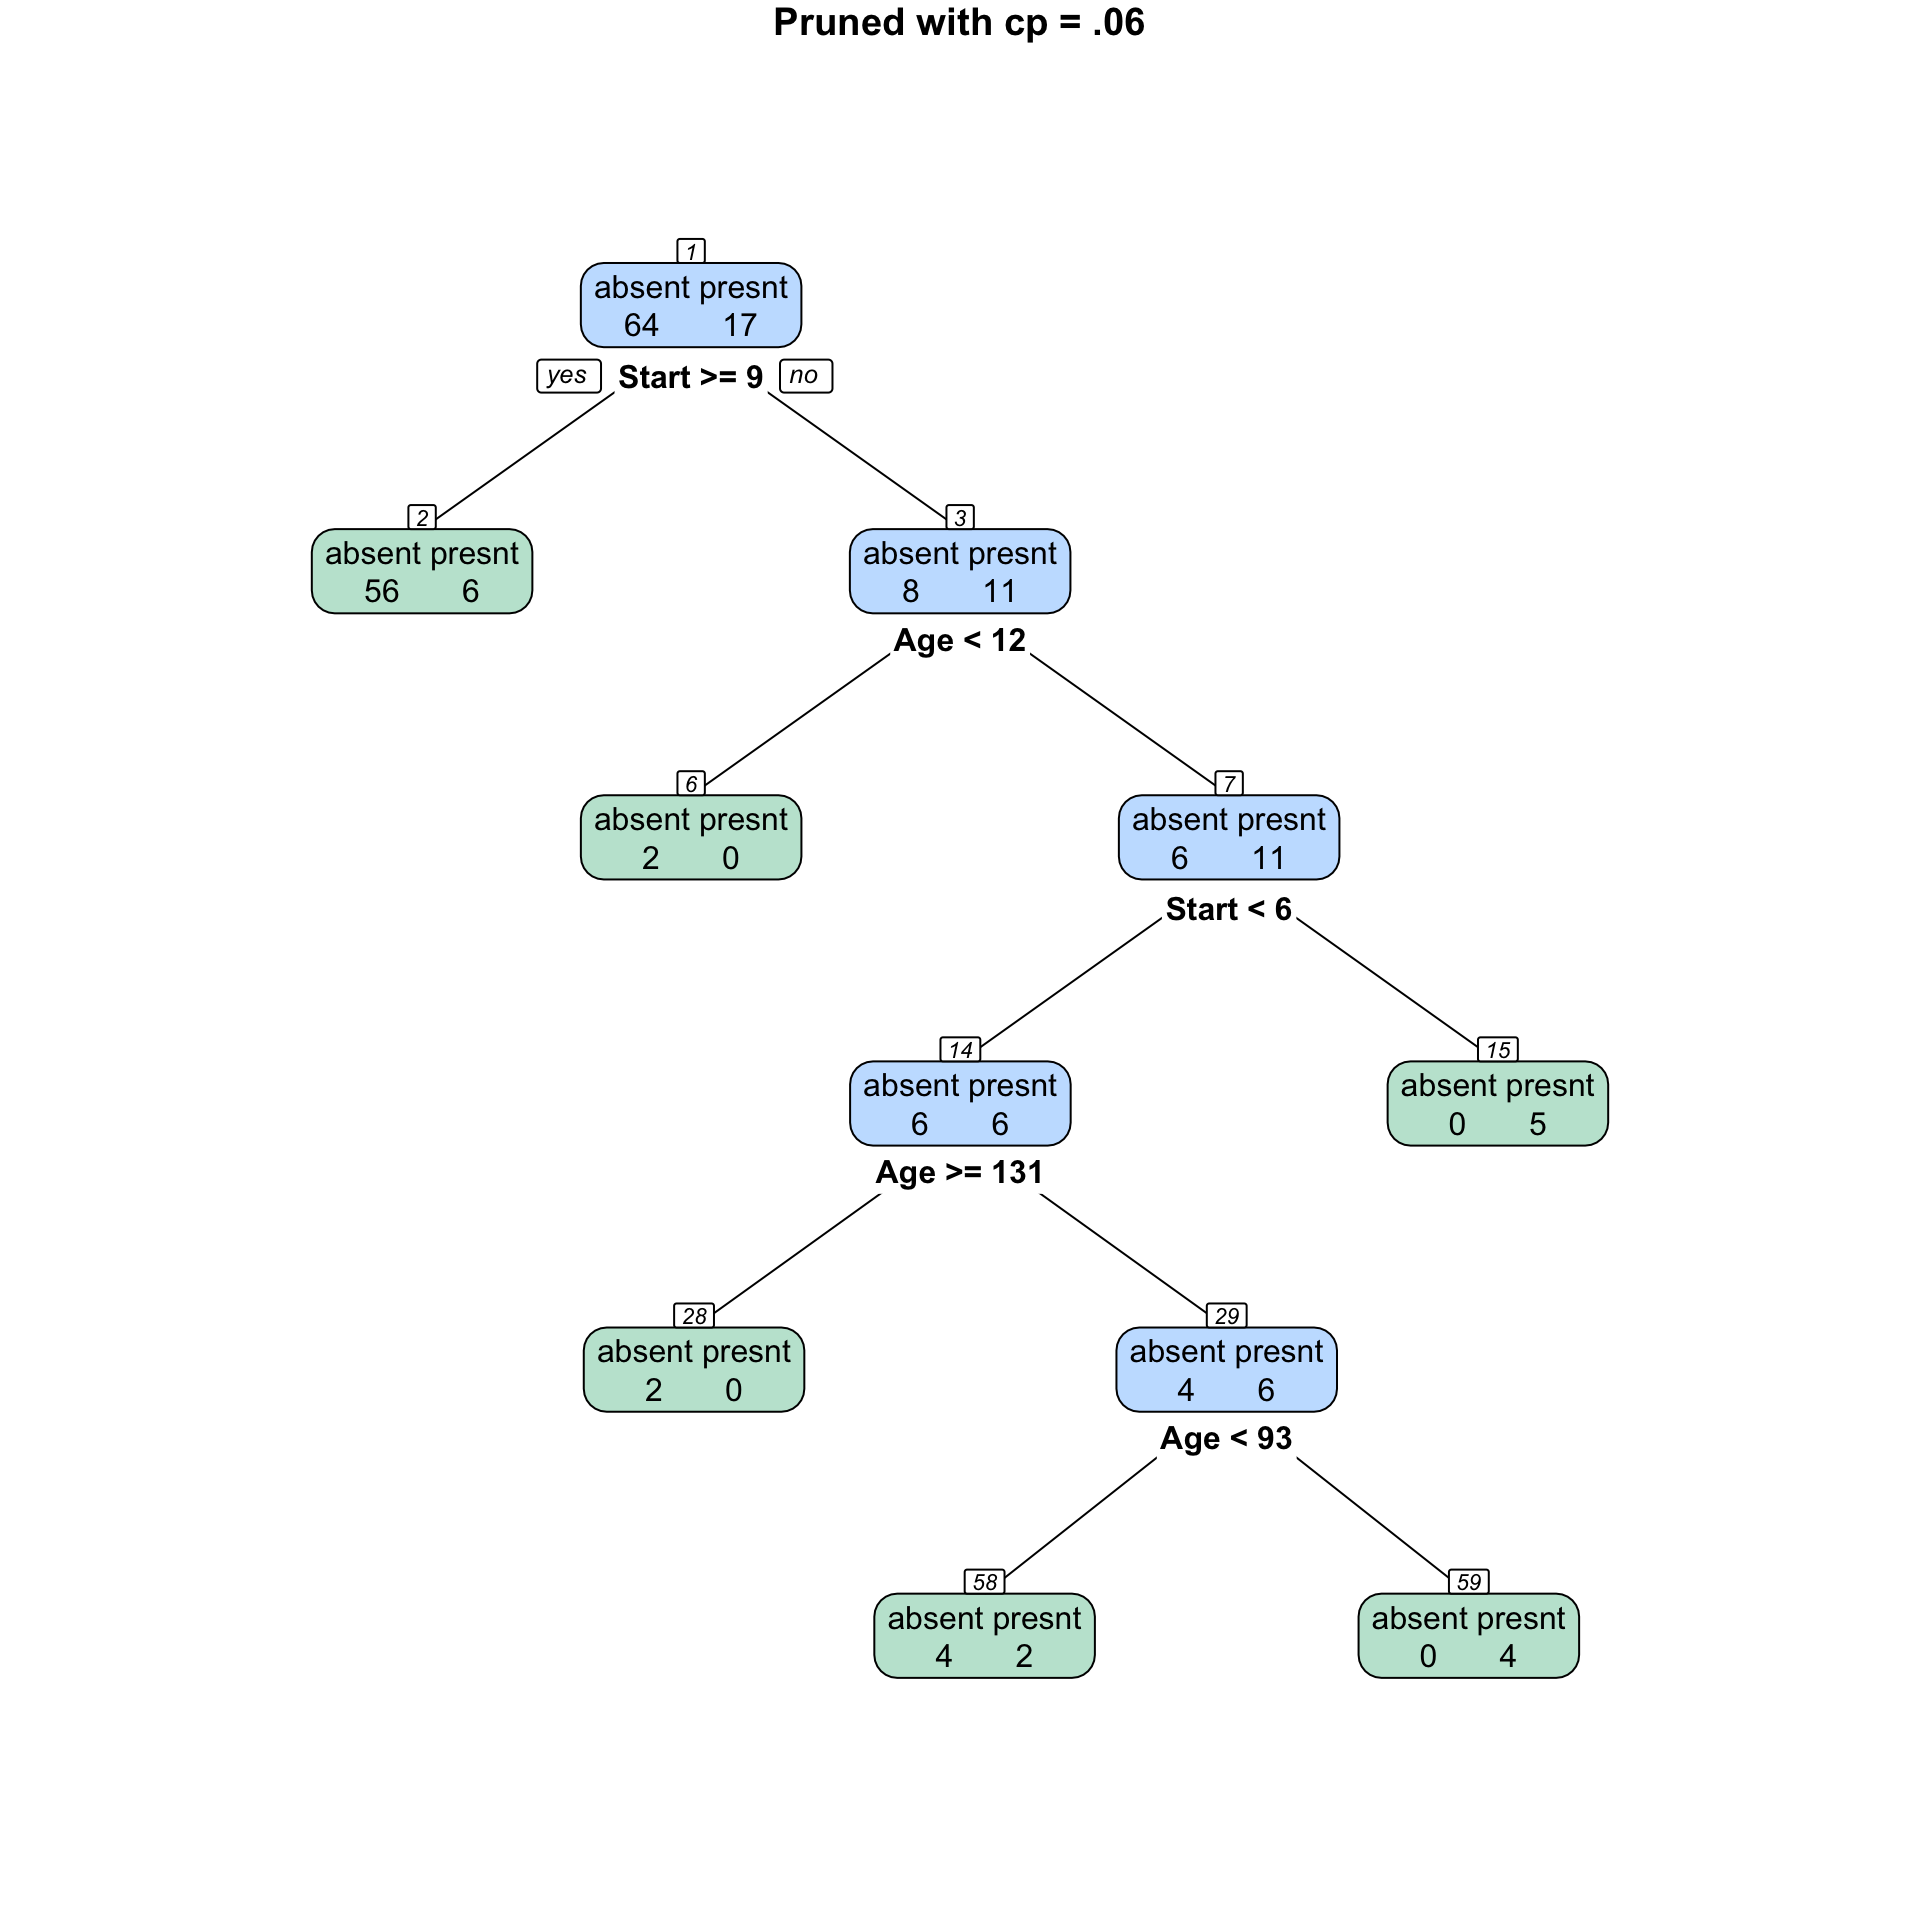 Pruned with cp = .06
1
absent presnt
64 17
yes Start >= 9 no
2
absent presnt
56 6
3
absent presnt
8 11
Age < 12
6
absent presnt
2 0
7
absent presnt
6 11
Start < 6
14
absent presnt
6 6
15
absent presnt
0 5
Age >= 131
28
absent presnt
2 0
29
absent presnt
4 6
Age < 93
58
absent presnt
4 2
59
absent presnt
0 4